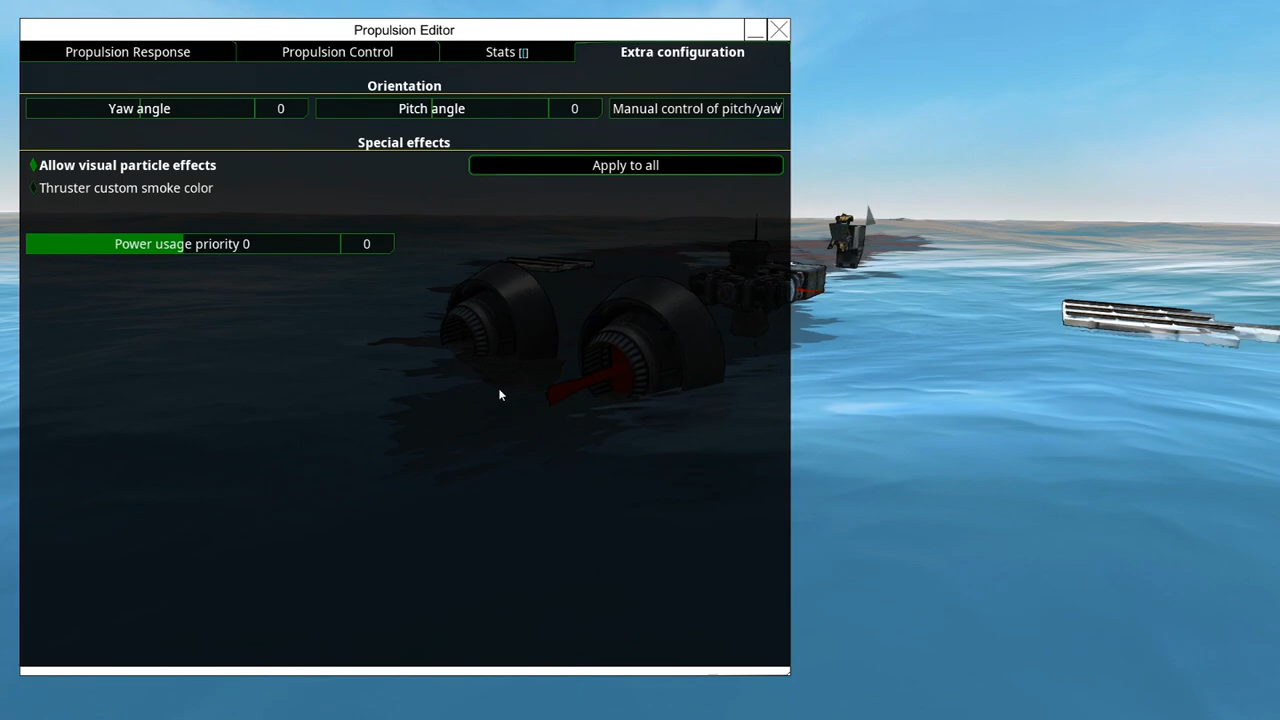 Propulsion Editor
Propulsion Response Propulsion Control Stats [[]] Extra configuration
Orientation
Yaw angle 0 Pitch angle 0 Manual control of pitch/yaw
Special effects
Allow visual particle effects Apply to all
Thruster custom smoke color
Power usage priority 0 0